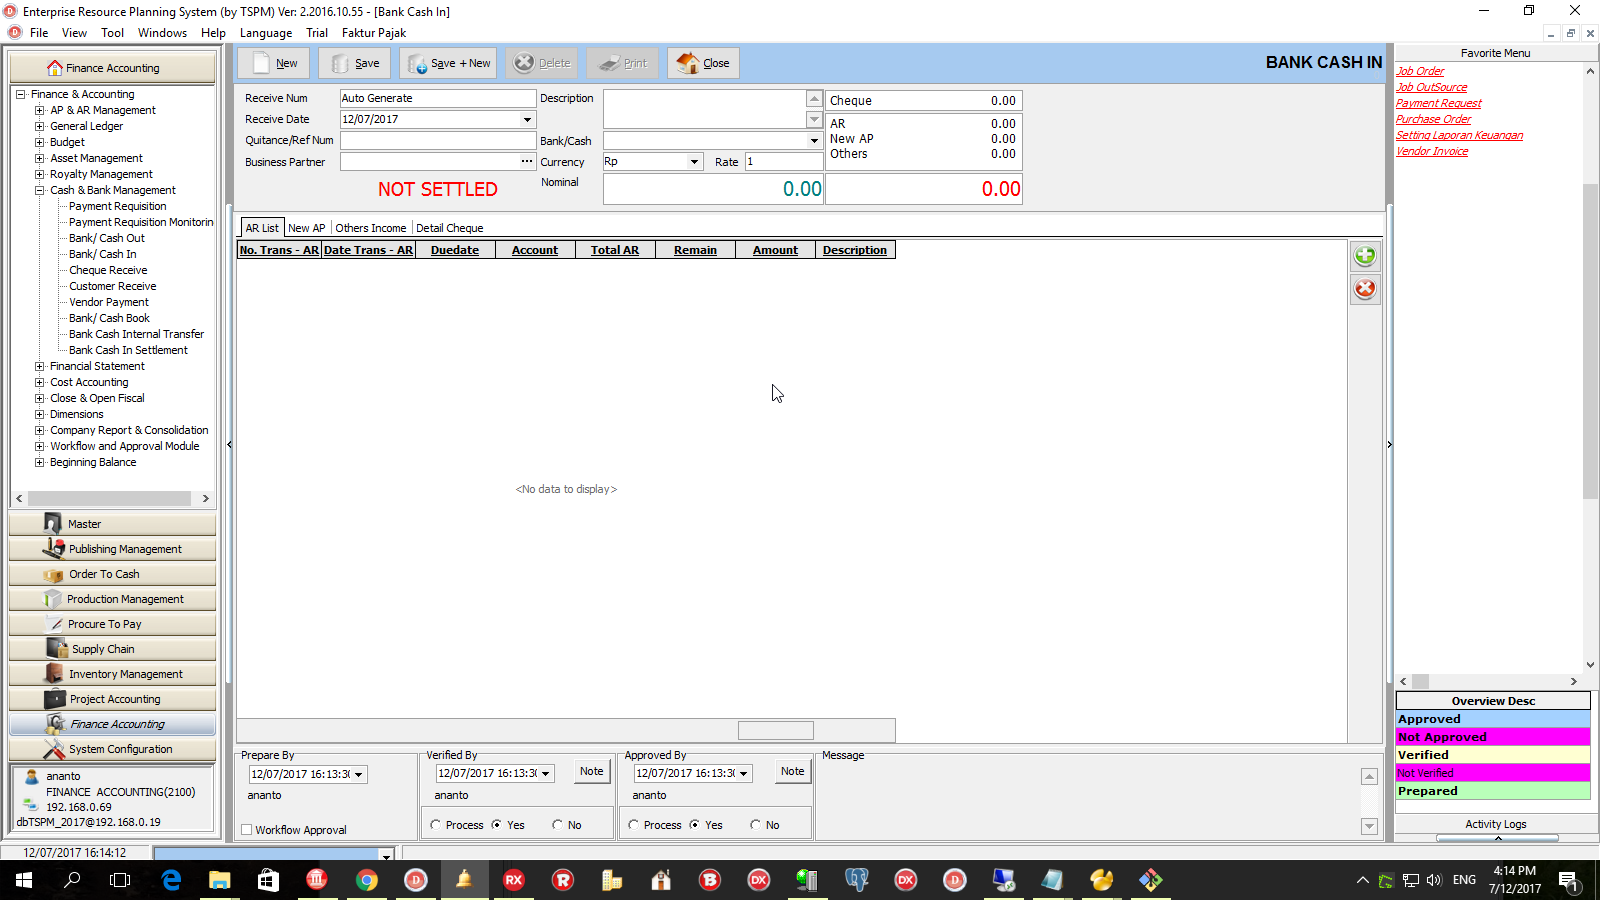 Enterprise Resource Planning System (by TSPM) Ver: 2.2016.10.55 - [Bank Cash In]
File View Tool Windows Help Language Trial Faktur Pajak
Finance Accounting
Finance & Accounting
AP & AR Management
General Ledger
Budget
Asset Management
Royalty Management
Cash & Bank Management
Payment Requisition
Payment Requisition Monitorin
Bank/ Cash Out
Bank/ Cash In
Cheque Receive
Customer Receive
Vendor Payment
Bank/ Cash Book
Bank Cash Internal Transfer
Bank Cash In Settlement
Financial Statement
Cost Accounting
Close & Open Fiscal
Dimensions
Company Report & Consolidation
Workflow and Approval Module
Beginning Balance
Master
Publishing Management
Order To Cash
Production Management
Procure To Pay
Supply Chain
Inventory Management
Project Accounting
Finance Accounting
System Configuration
ananto
FINANCE ACCOUNTING(2100)
192.168.0.69
dbTSPM_2017@192.168.0.19
12/07/2017 16:14:12
New Save Save + New Delete Print Close
BANK CASH IN
Receive Num Auto Generate
Receive Date 12/07/2017
Quitance/Ref Num
Business Partner ...
NOT SETTLED
Description
Bank/Cash
Currency Rp Rate 1
Nominal 0.00
Cheque 0.00
AR 0.00
New AP 0.00
Others 0.00
0.00
AR List New AP Others Income Detail Cheque
No. Trans - AR Date Trans - AR Duedate Account Total AR Remain Amount Description
<No data to display>
Prepare By
12/07/2017 16:13:3
ananto
Workflow Approval
Verified By
12/07/2017 16:13:3 Note
ananto
Process Yes No
Approved By
12/07/2017 16:13:3 Note
ananto
Process Yes No
Message
Favorite Menu
Job Order
Job OutSource
Payment Request
Purchase Order
Setting Laporan Keuangan
Vendor Invoice
Overview Desc
Approved
Not Approved
Verified
Not Verified
Prepared
Activity Logs
RX R B DX DX D
ENG
4:14 PM
7/12/2017
1